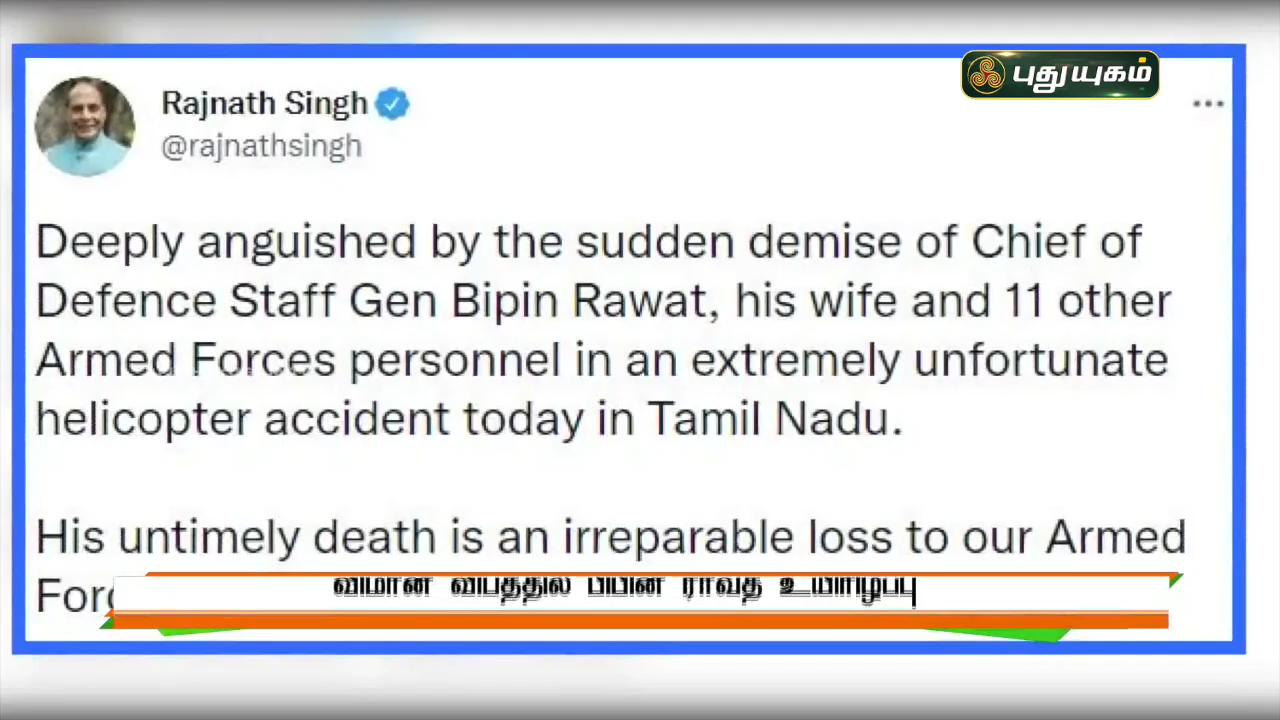 புதுயுகம்
Rajnath Singh
@rajnathsingh
Deeply anguished by the sudden demise of Chief of
Defence Staff Gen Bipin Rawat, his wife and 11 other
Armed Forces personnel in an extremely unfortunate
helicopter accident today in Tamil Nadu.
His untimely death is an irreparable loss to our Armed
விமான விபத்தில் பிபின் ராவத் உயிரிழப்பு